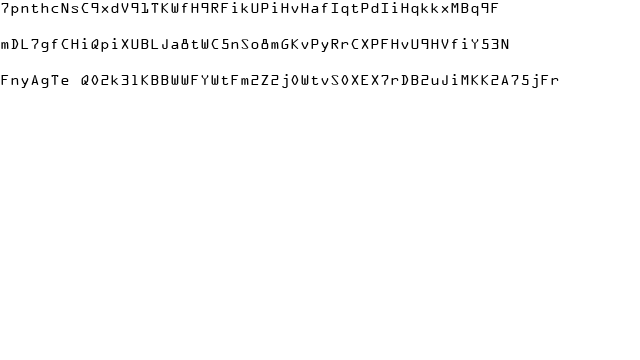 7pnthcNsC9xdV91TKWfH9RFikUPiHvHafIqtPdIiHqkkxMBq9F
mDL7gfCHiQpiXUBLJa8tWC5nSo8mGKvPyRrCXPFHvU9HVfiY53N
FnyAgTe Q02k31KBBWWFYWtFm2Z2j0WtvS0XEX7rDB2uJiMKK2A75jFr